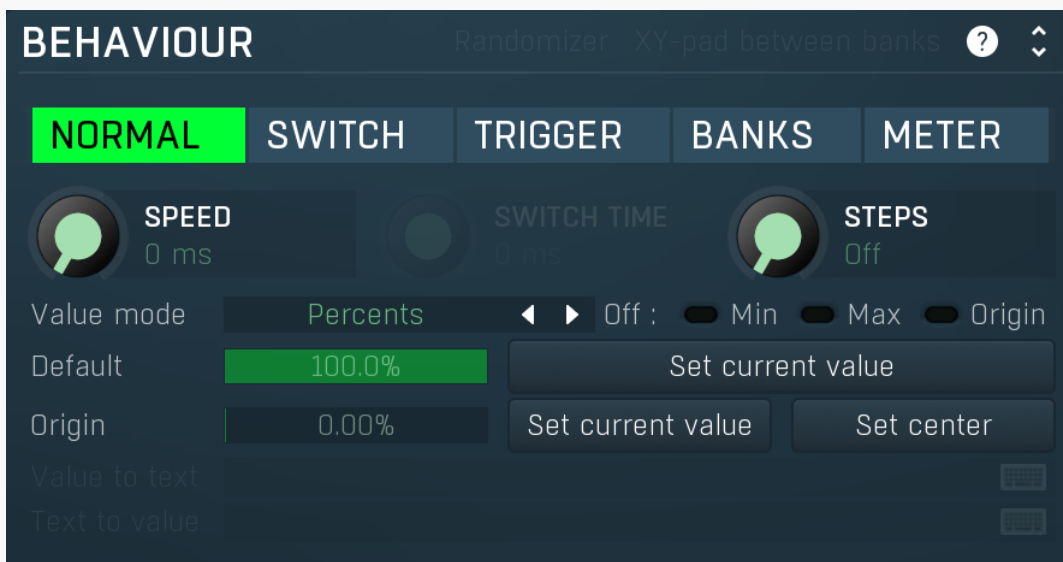 BEHAVIOUR Randomizer XY-pad between banks ?
NORMAL SWITCH TRIGGER BANKS METER
SPEED SWITCH TIME STEPS
0 ms 0 ms Off
Value mode Percents Off : Min Max Origin
Default 100.0% Set current value
Origin 0.00% Set current value Set center
Value to text
Text to value